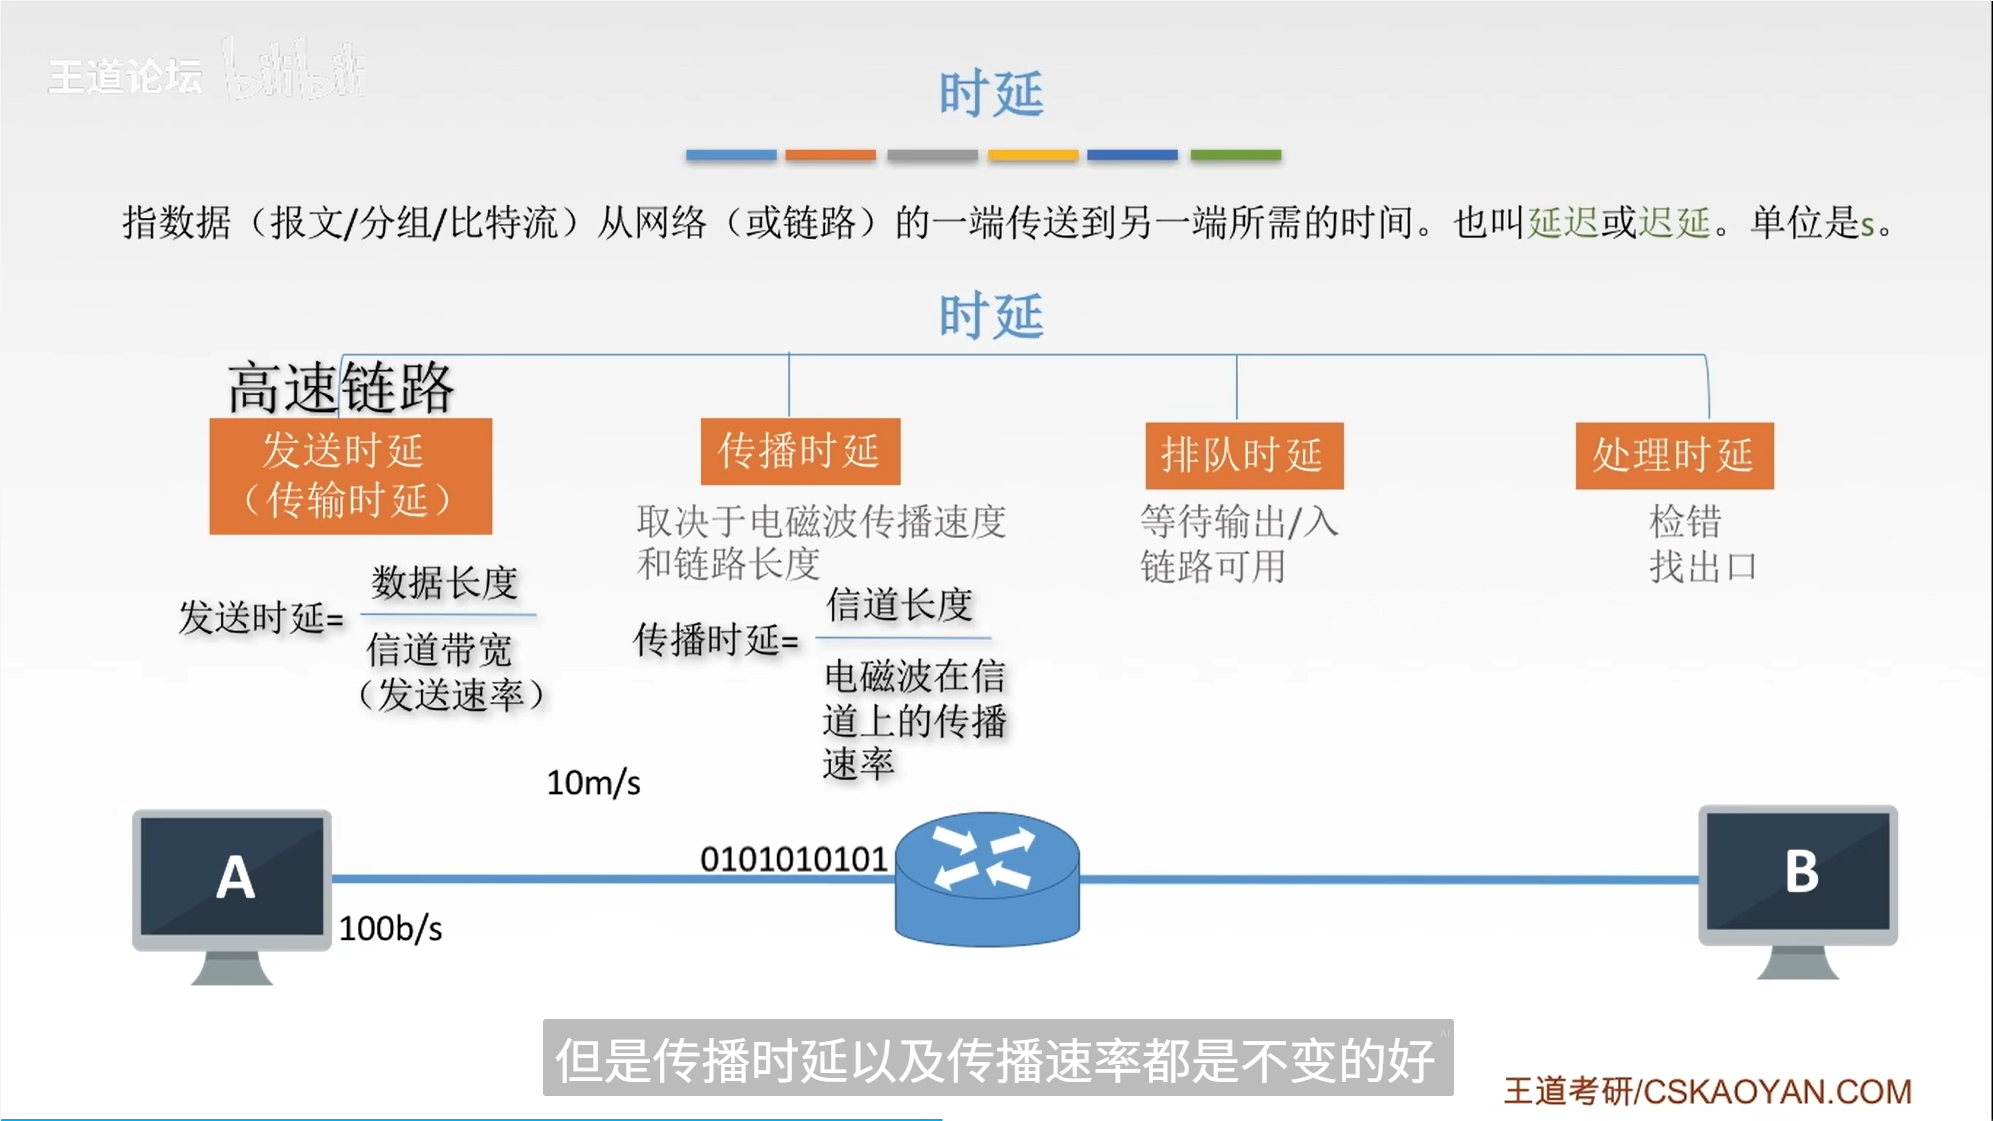 王道论坛 bilibili
时延
指数据（报文/分组/比特流）从网络（或链路）的一端传送到另一端所需的时间。也叫延迟或迟延。单位是s。
时延
高速链路
发送时延
（传输时延）
传播时延
取决于电磁波传播速度
和链路长度
排队时延
等待输出/入
链路可用
处理时延
检错
找出口
发送时延=
数据长度
信道带宽
（发送速率）
传播时延=
信道长度
电磁波在信
道上的传播
速率
10m/s
0101010101
A
B
100b/s
但是传播时延以及传播速率都是不变的好
AI
王道考研/CSKAOYAN.COM